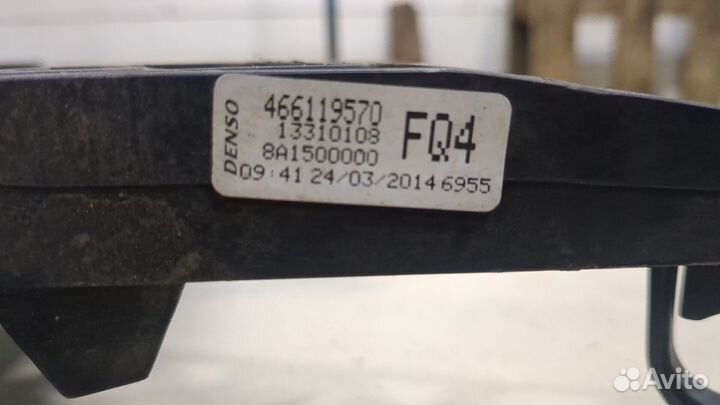 DENSO
466119570
13310108
FQ4
8A1500000
09:41 24/03/2014 6955
Avito